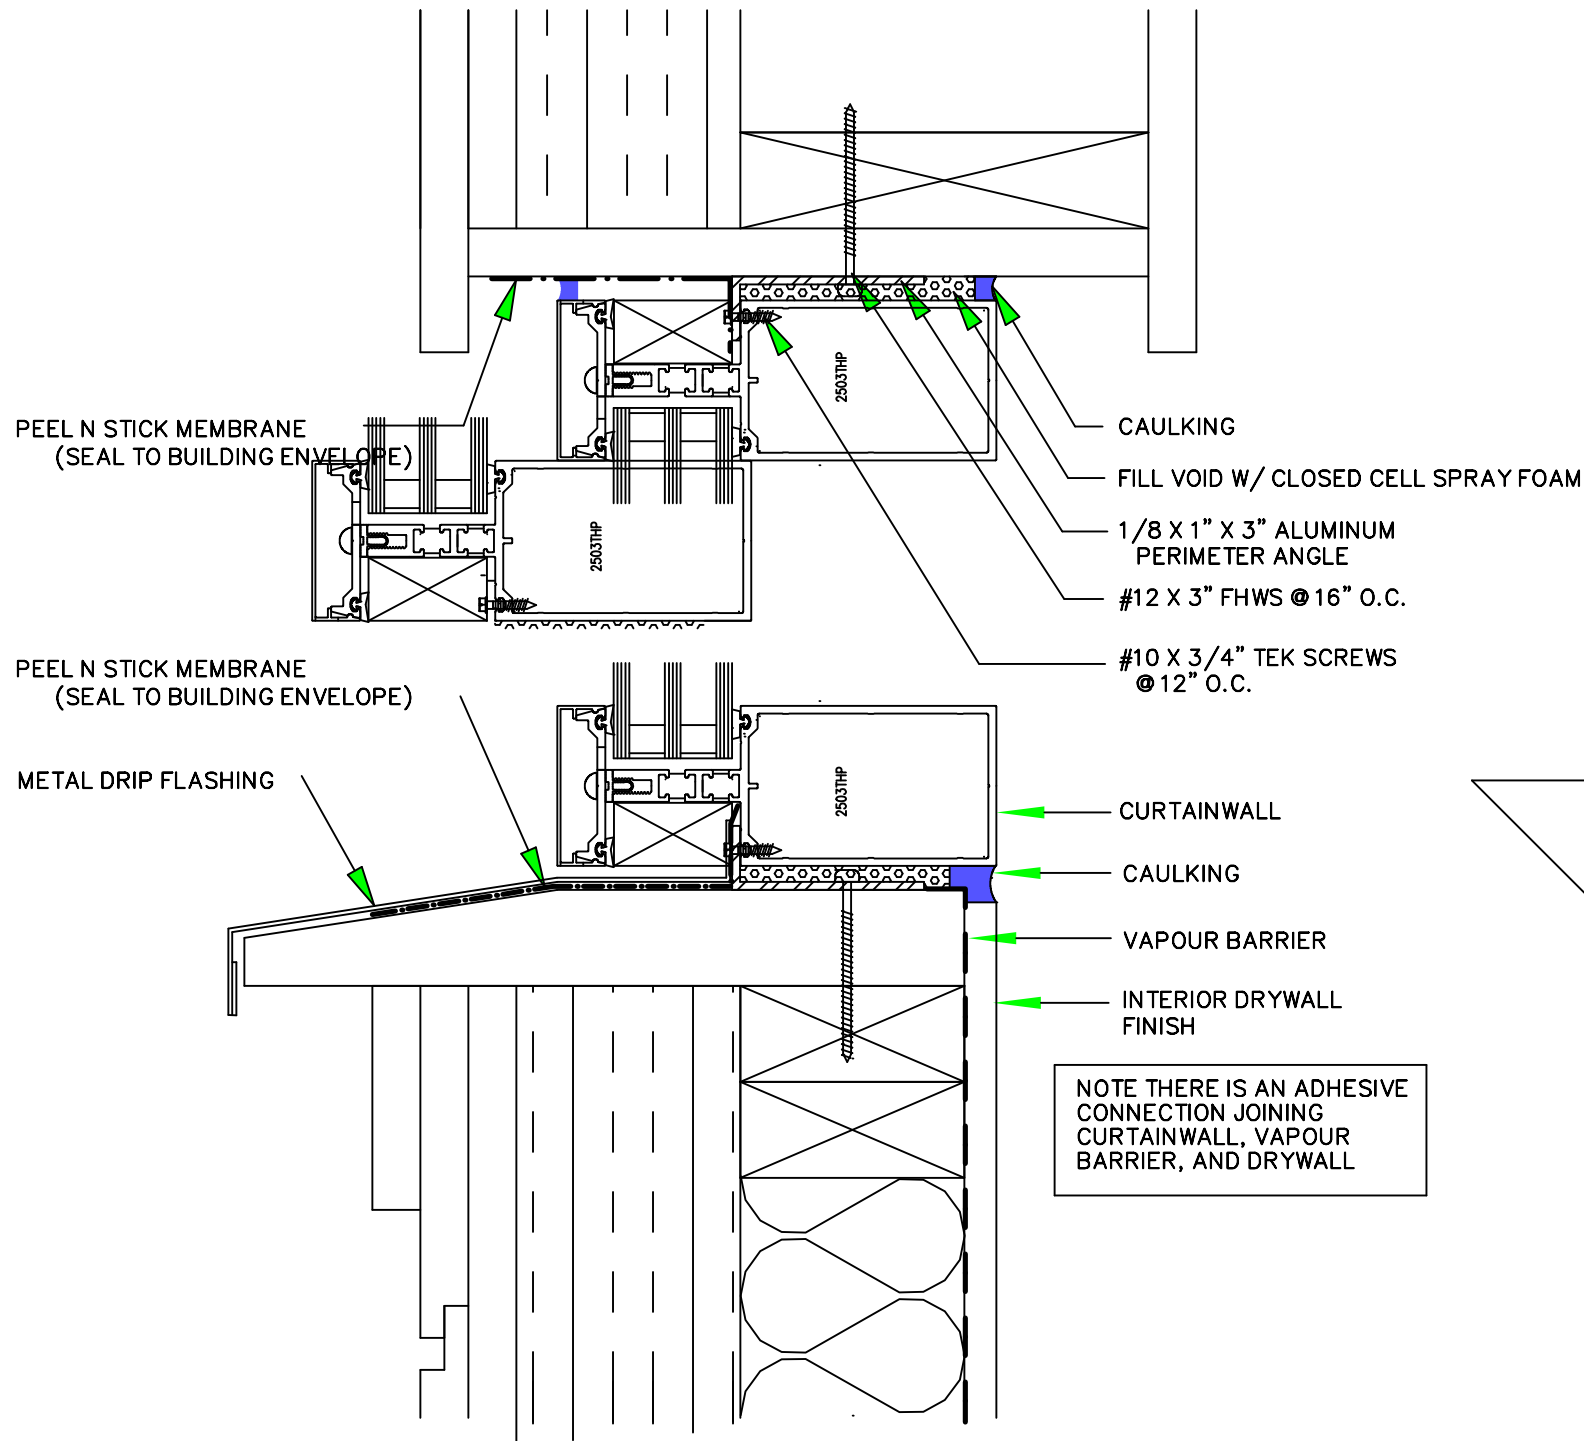 2503THP
PEEL N STICK MEMBRANE
(SEAL TO BUILDING ENVELOPE)
CAULKING
FILL VOID W/ CLOSED CELL SPRAY FOAM
1/8 X 1" X 3" ALUMINUM
PERIMETER ANGLE
2503THP
#12 X 3" FHWS @ 16" O.C.
#10 X 3/4" TEK SCREWS
@ 12" O.C.
PEEL N STICK MEMBRANE
(SEAL TO BUILDING ENVELOPE)
METAL DRIP FLASHING
2503THP
CURTAINWALL
CAULKING
VAPOUR BARRIER
INTERIOR DRYWALL
FINISH
NOTE THERE IS AN ADHESIVE
CONNECTION JOINING
CURTAINWALL, VAPOUR
BARRIER, AND DRYWALL